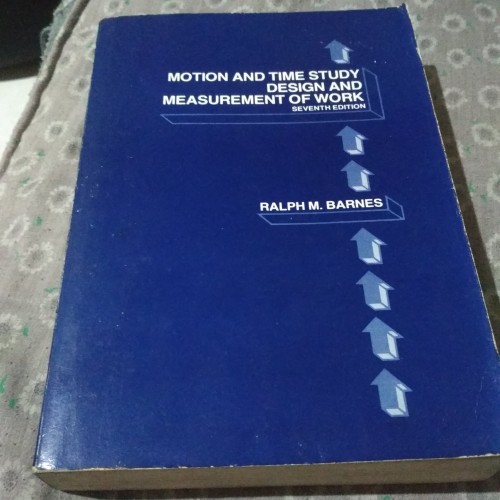 MOTION AND TIME STUDY
DESIGN AND
MEASUREMENT OF WORK
SEVENTH EDITION
RALPH M. BARNES